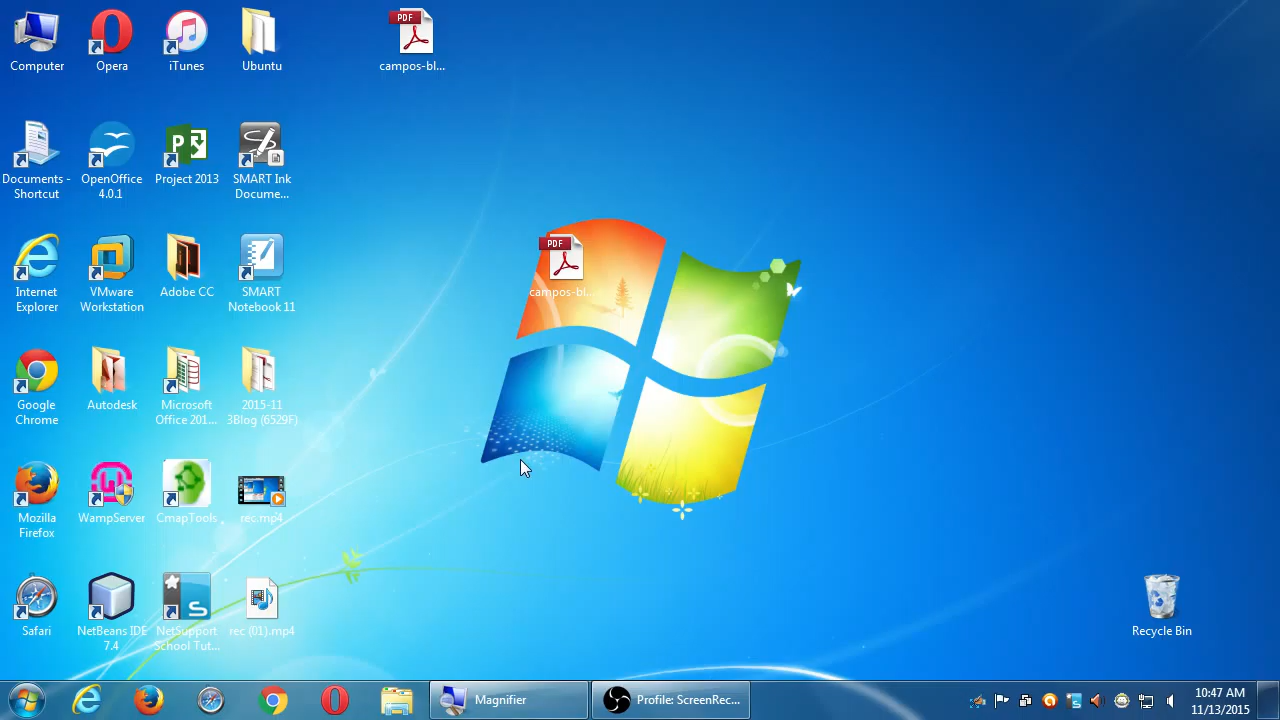 Computer
Opera
iTunes
Ubuntu
PDF
campos-bl...
Documents -
Shortcut
OpenOffice
4.0.1
Project 2013
SMART Ink
Docume...
Internet
Explorer
VMware
Workstation
Adobe CC
SMART
Notebook 11
PDF
campos-bl...
Google
Chrome
Autodesk
Microsoft
Office 201...
2015-11
3Blog (6529F)
Mozilla
Firefox
WampServer
CmapTools
rec.mp4
Safari
NetBeans IDE
7.4
NetSupport
School Tut...
rec (01).mp4
Recycle Bin
Magnifier
Profile: ScreenRec...
10:47 AM
11/13/2015